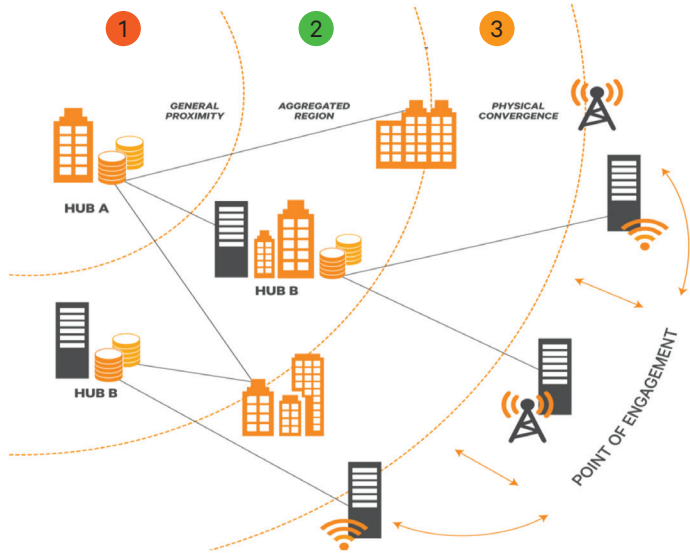 1
2
3
GENERAL
PROXIMITY
AGGREGATED
REGION
PHYSICAL
CONVERGENCE
HUB A
HUB B
HUB B
POINT OF ENGAGEMENT